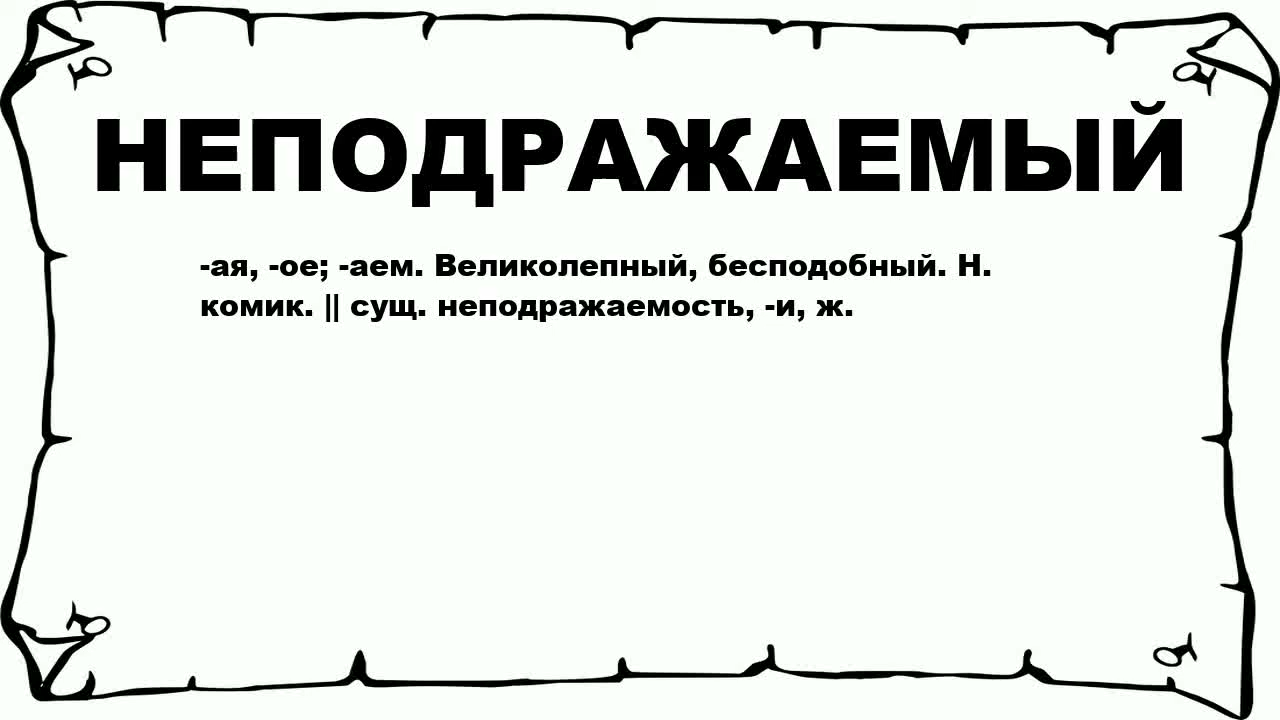 НЕПОДРАЖАЕМЫЙ
-ая, -ое; -аем. Великолепный, бесподобный. Н.
комик. || сущ. неподражаемость, -и, ж.